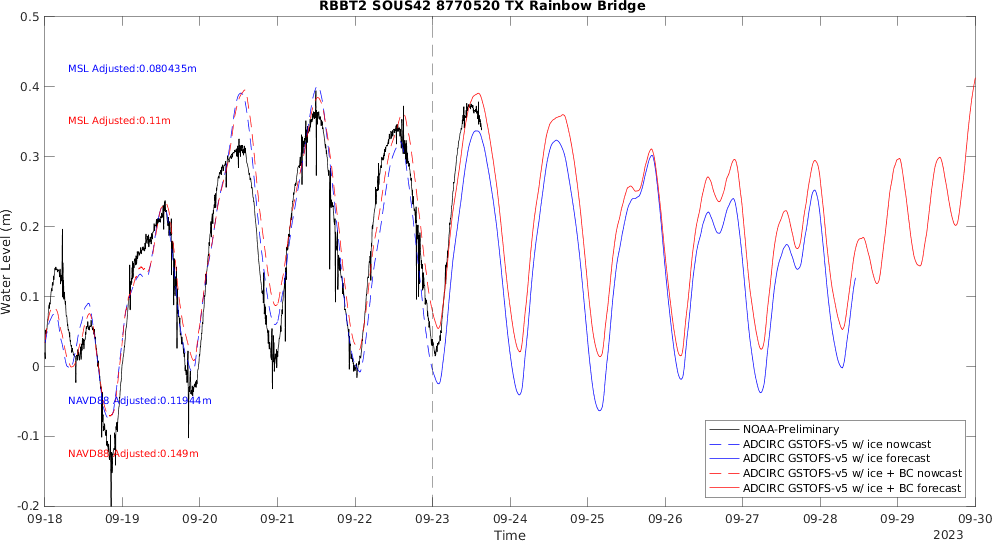 RBBT2 SOUS42 8770520 TX Rainbow Bridge
0.5
0.4
0.3
0.2
0.1
0
-0.1
-0.2
Water Level (m)
MSL Adjusted:0.080435m
MSL Adjusted:0.11m
NAVD88 Adjusted:0.11944m
NAVD88 Adjusted:0.149m
NOAA-Preliminary
ADCIRC GSTOFS-v5 w/ ice nowcast
ADCIRC GSTOFS-v5 w/ ice forecast
ADCIRC GSTOFS-v5 w/ ice + BC nowcast
ADCIRC GSTOFS-v5 w/ ice + BC forecast
09-18 09-19 09-20 09-21 09-22 09-23 09-24 09-25 09-26 09-27 09-28 09-29 09-30
Time
2023